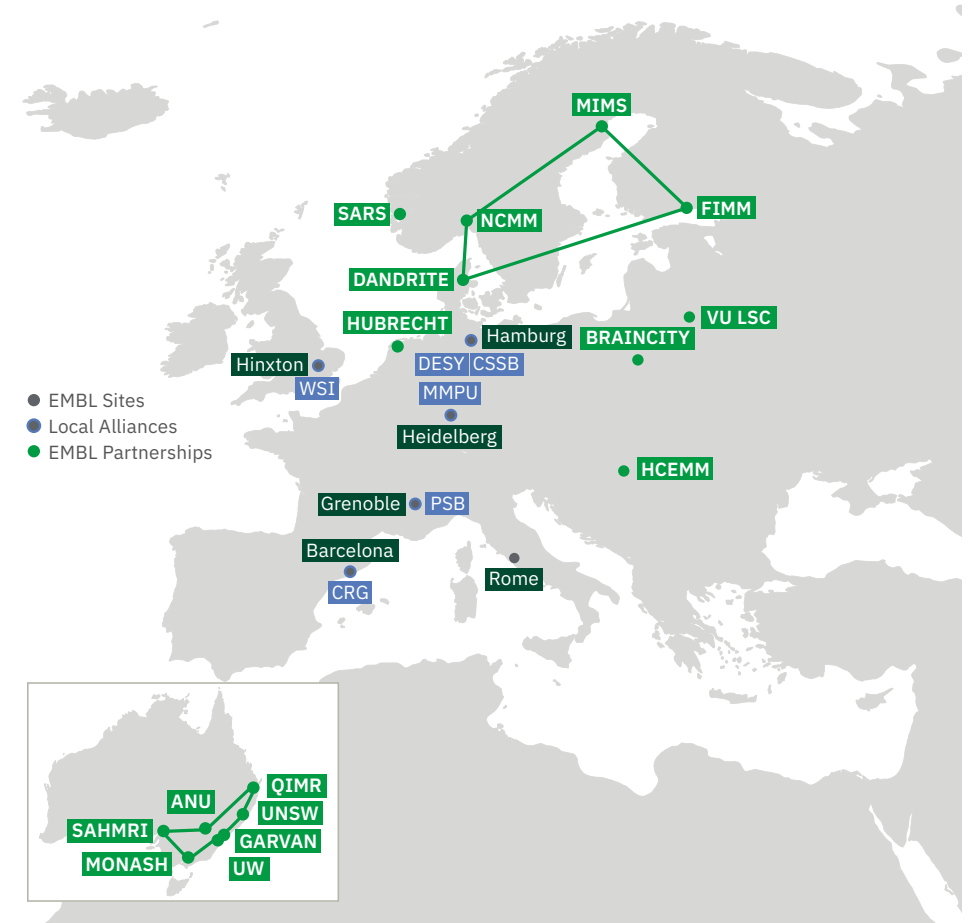 MIMS
SARS
NCMM
FIMM
DANDRITE
HUBRECHT
VU LSC
Hamburg
BRAINCITY
Hinxton
DESY CSSB
WSI
MMPU
EMBL Sites
Local Alliances
Heidelberg
EMBL Partnerships
HCEMM
Grenoble
PSB
Barcelona
Rome
CRG
QIMR
ANU
UNSW
SAHMRI
GARVAN
MONASH
UW